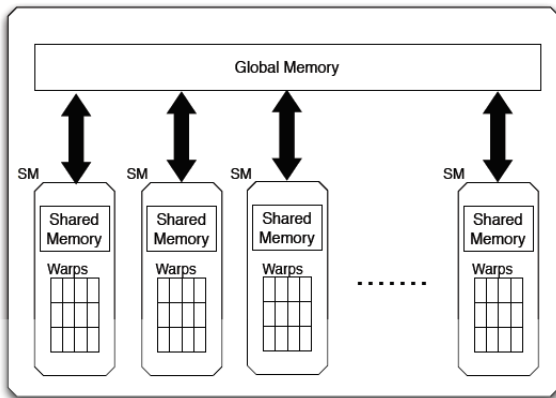 Global Memory
SM
SM
SM
SM
Shared
Memory
Shared
Memory
Shared
Memory
Shared
Memory
Warps
Warps
Warps
Warps
.......